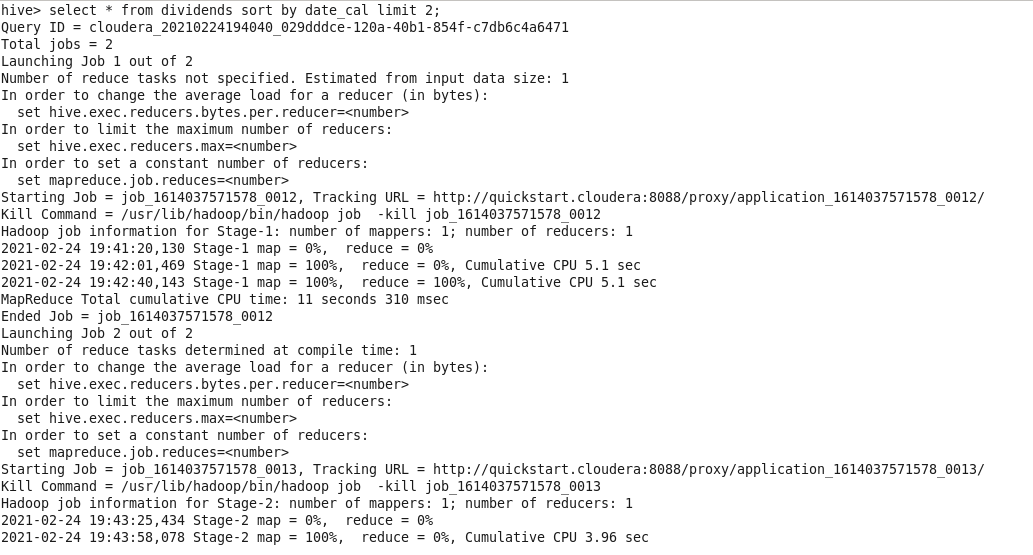 hive> select * from dividends sort by date_cal limit 2;
Query ID = cloudera_20210224194040_029dddce-120a-40b1-854f-c7db6c4a6471
Total jobs = 2
Launching Job 1 out of 2
Number of reduce tasks not specified. Estimated from input data size: 1
In order to change the average load for a reducer (in bytes):
  set hive.exec.reducers.bytes.per.reducer=<number>
In order to limit the maximum number of reducers:
  set hive.exec.reducers.max=<number>
In order to set a constant number of reducers:
  set mapreduce.job.reduces=<number>
Starting Job = job_1614037571578_0012, Tracking URL = http://quickstart.cloudera:8088/proxy/application_1614037571578_0012/
Kill Command = /usr/lib/hadoop/bin/hadoop job  -kill job_1614037571578_0012
Hadoop job information for Stage-1: number of mappers: 1; number of reducers: 1
2021-02-24 19:41:20,130 Stage-1 map = 0%,  reduce = 0%
2021-02-24 19:42:01,469 Stage-1 map = 100%,  reduce = 0%, Cumulative CPU 5.1 sec
2021-02-24 19:42:40,143 Stage-1 map = 100%,  reduce = 100%, Cumulative CPU 5.1 sec
MapReduce Total cumulative CPU time: 11 seconds 310 msec
Ended Job = job_1614037571578_0012
Launching Job 2 out of 2
Number of reduce tasks determined at compile time: 1
In order to change the average load for a reducer (in bytes):
  set hive.exec.reducers.bytes.per.reducer=<number>
In order to limit the maximum number of reducers:
  set hive.exec.reducers.max=<number>
In order to set a constant number of reducers:
  set mapreduce.job.reduces=<number>
Starting Job = job_1614037571578_0013, Tracking URL = http://quickstart.cloudera:8088/proxy/application_1614037571578_0013/
Kill Command = /usr/lib/hadoop/bin/hadoop job  -kill job_1614037571578_0013
Hadoop job information for Stage-2: number of mappers: 1; number of reducers: 1
2021-02-24 19:43:25,434 Stage-2 map = 0%,  reduce = 0%
2021-02-24 19:43:58,078 Stage-2 map = 100%,  reduce = 0%, Cumulative CPU 3.96 sec